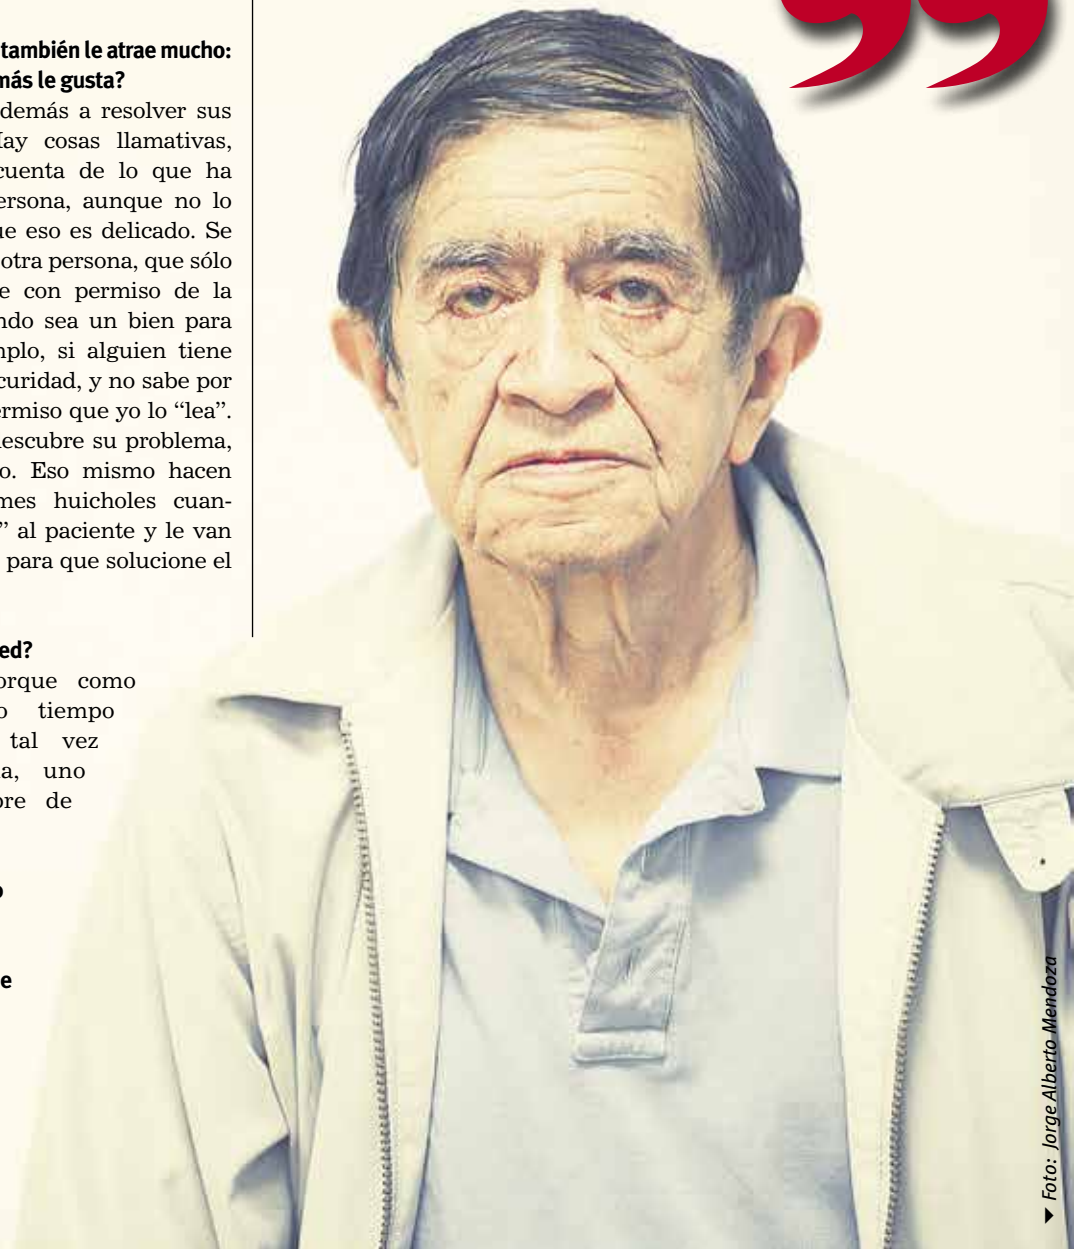 también le atrae mucho:
más le gusta?
demás a resolver sus
ay cosas llamativas,
cuenta de lo que ha
ersona, aunque no lo
ue eso es delicado. Se
otra persona, que sólo
e con permiso de la
ndo sea un bien para
mplo, si alguien tiene
curidad, y no sabe por
ermiso que yo lo “lea”.
descubre su problema,
o. Eso mismo hacen
mes huicholes cuan-
” al paciente y le van
para que solucione el
ed?
orque como
o tiempo
tal vez
a, uno
bre de
o
e
”
Foto: Jorge Alberto Mendoza